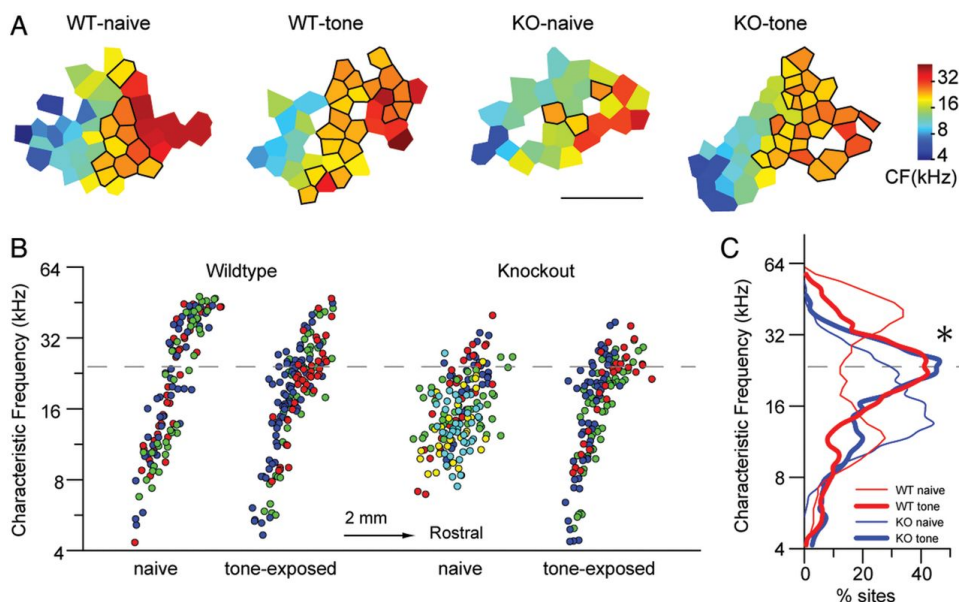 A
WT-naive
WT-tone
KO-naive
KO-tone
32
16
8
4
CF(kHz)
B
Wildtype
Knockout
Characteristic Frequency (kHz)
64
32
16
8
4
2 mm
Rostral
naive
tone-exposed
naive
tone-exposed
C
Characteristic Frequency (kHz)
64
32
16
8
4
*
WT naive
WT tone
KO naive
KO tone
0
20
40
% sites